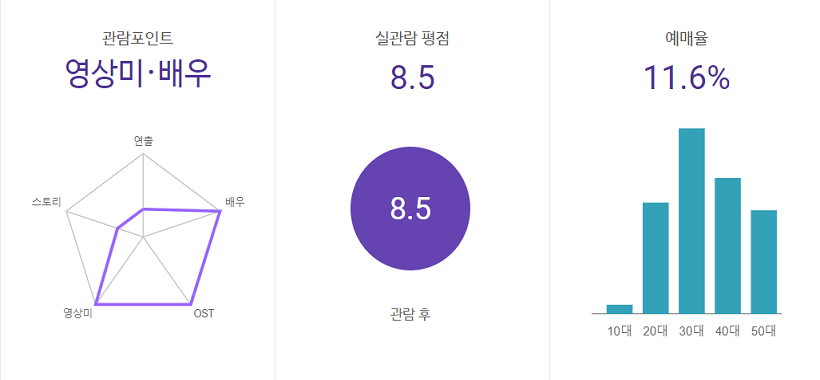 관람포인트
영상미·배우
연출
스토리
배우
영상미
OST
실관람 평점
8.5
8.5
관람 후
예매율
11.6%
10대 20대 30대 40대 50대